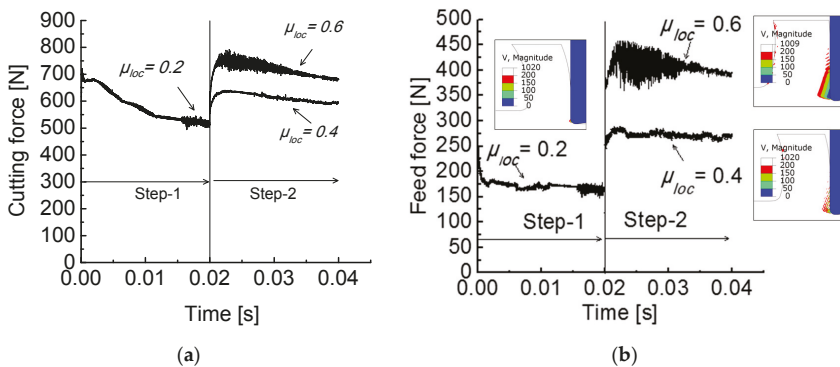 900
800
700
600
500
400
300
200
100
0
Cutting force [N]
μloc= 0.2
μloc= 0.6
μloc= 0.4
Step-1
Step-2
0.00
0.01
0.02
0.03
0.04
Time [s]
(a)
500
450
400
350
300
250
200
150
100
50
0
Feed force [N]
V, Magnitude
1020
200
150
100
50
0
μloc= 0.6
V, Magnitude
1009
200
150
100
50
0
μloc= 0.2
μloc= 0.4
V, Magnitude
1020
200
150
100
50
0
Step-1
Step-2
0.00
0.01
0.02
0.03
0.04
Time [s]
(b)